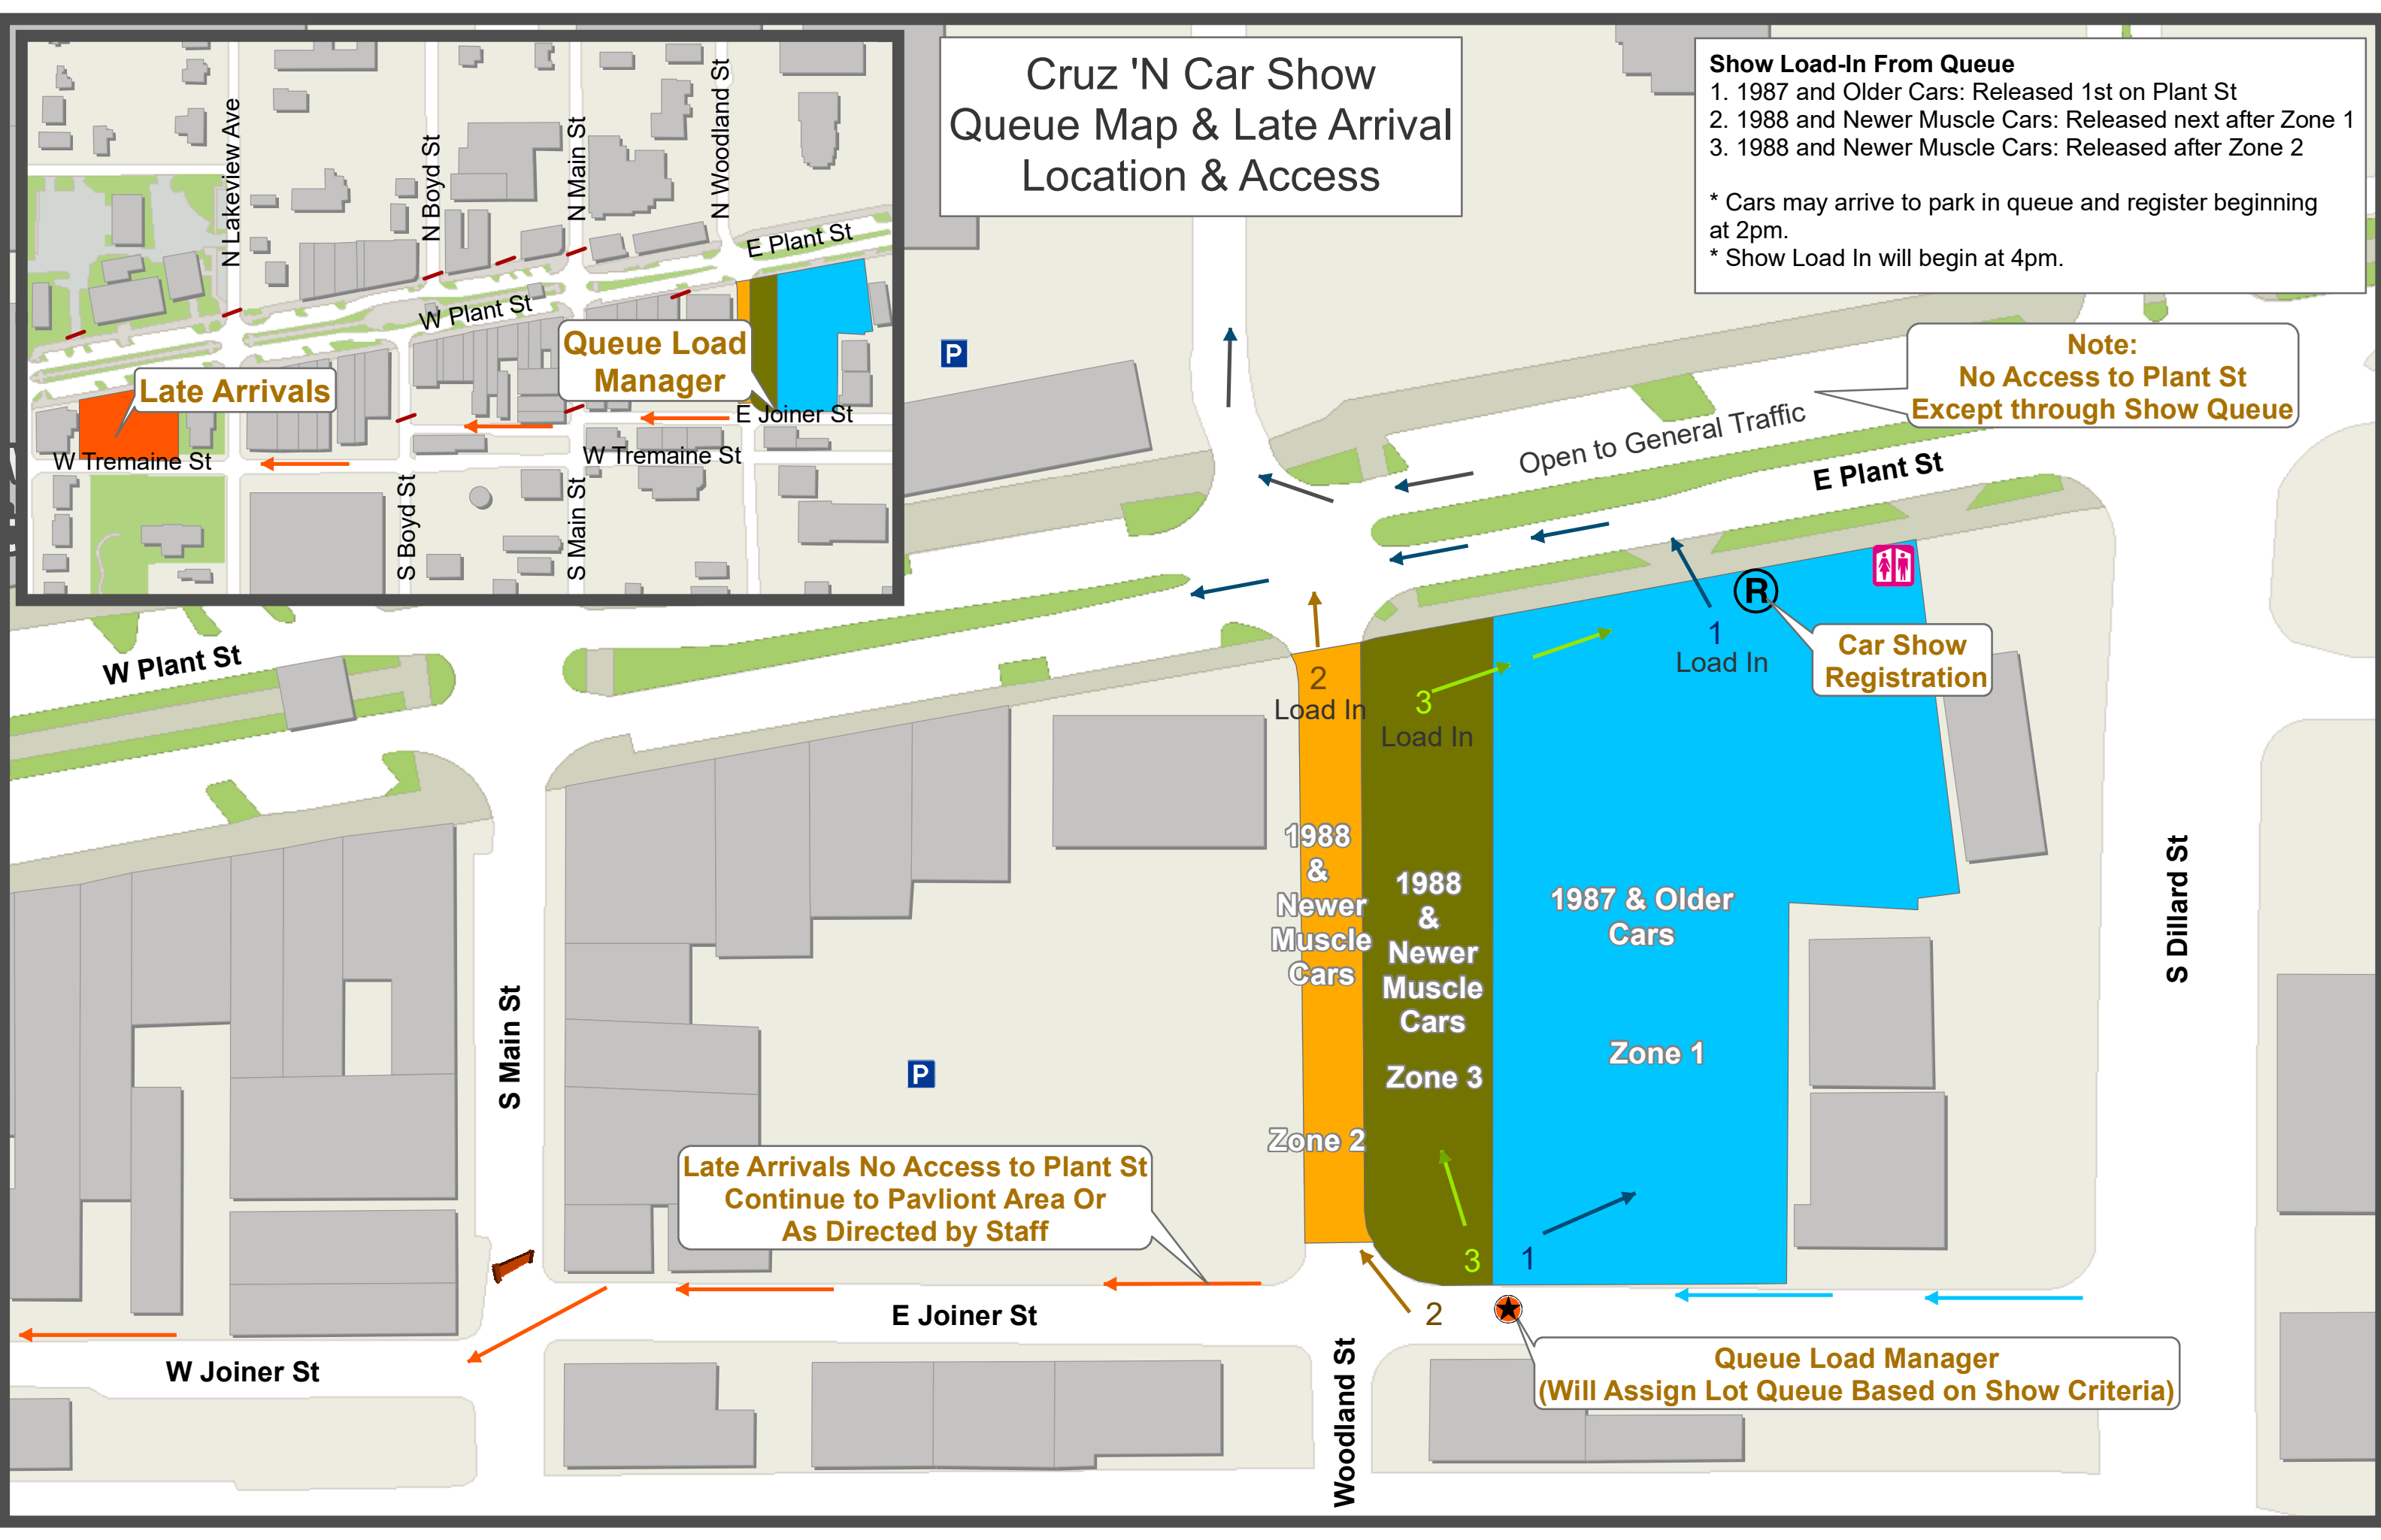 Cruz 'N Car Show
Queue Map & Late Arrival
Location & Access
Show Load-In From Queue
1. 1987 and Older Cars: Released 1st on Plant St
2. 1988 and Newer Muscle Cars: Released next after Zone 1
3. 1988 and Newer Muscle Cars: Released after Zone 2
* Cars may arrive to park in queue and register beginning
at 2pm.
* Show Load In will begin at 4pm.
N Lakeview Ave
N Boyd St
N Main St
N Woodland St
E Plant St
W Plant St
Queue Load
Manager
Late Arrivals
E Joiner St
W Tremaine St
W Tremaine St
S Boyd St
S Main St
P
Note:
No Access to Plant St
Except through Show Queue
Open to General Traffic
E Plant St
R
1
Load In
Car Show
Registration
W Plant St
2
Load In
3
Load In
1988
&
Newer
Muscle
Cars
Zone 2
1988
&
Newer
Muscle
Cars
Zone 3
1987 & Older
Cars
Zone 1
S Dillard St
S Main St
P
Late Arrivals No Access to Plant St
Continue to Pavliont Area Or
As Directed by Staff
3
1
2
E Joiner St
W Joiner St
Woodland St
Queue Load Manager
(Will Assign Lot Queue Based on Show Criteria)